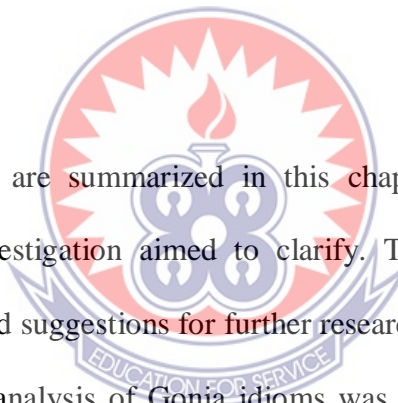 are summarized in this chap
estigation aimed to clarify. T
d suggestions for further resear
EDUCATION FOR SERVICE
analysis of Gonja idioms was